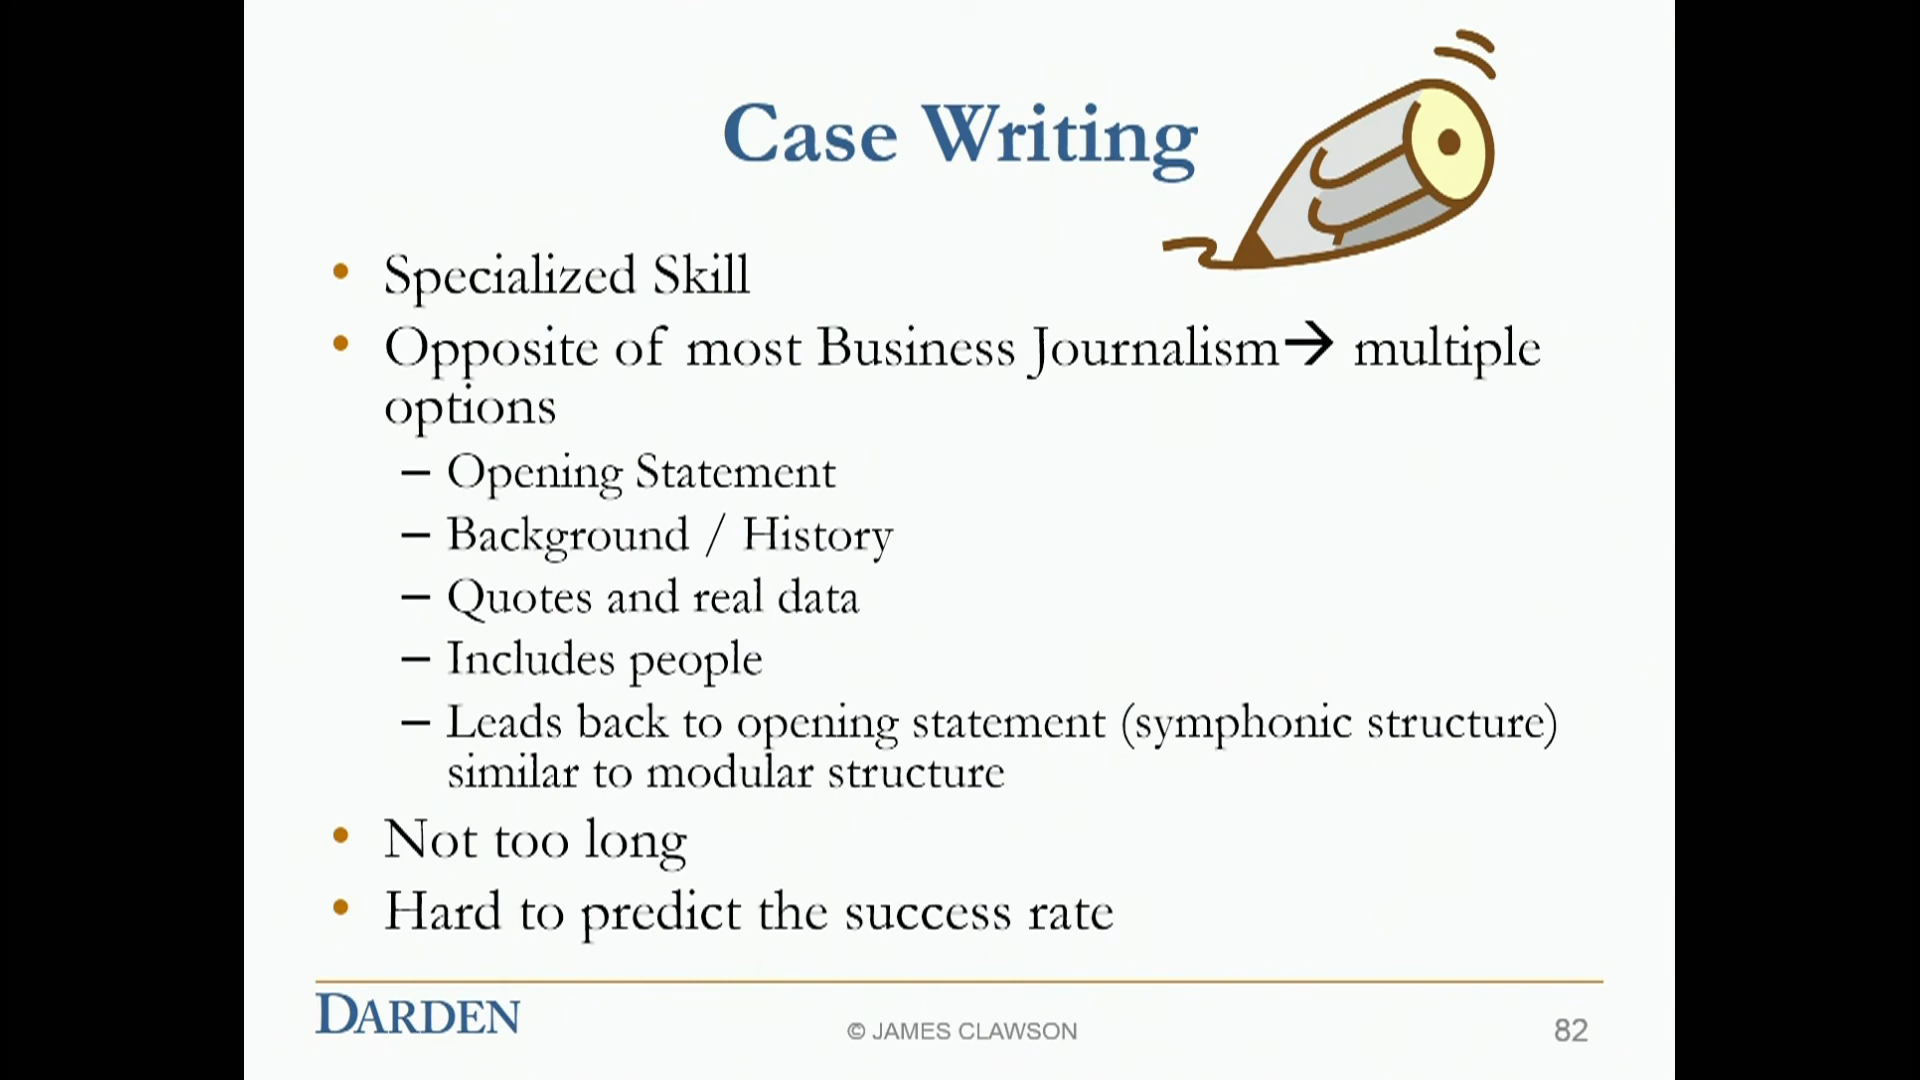 Case Writing
• Specialized Skill
• Opposite of most Business Journalism→ multiple
options
– Opening Statement
– Background / History
– Quotes and real data
– Includes people
– Leads back to opening statement (symphonic structure)
similar to modular structure
• Not too long
• Hard to predict the success rate
DARDEN
© JAMES CLAWSON
82